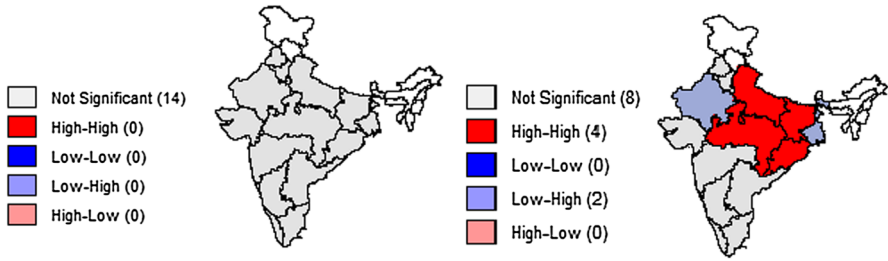 Not Significant (14)
High-High (0)
Low-Low (0)
Low-High (0)
High-Low (0)
Not Significant (8)
High-High (4)
Low-Low (0)
Low-High (2)
High-Low (0)